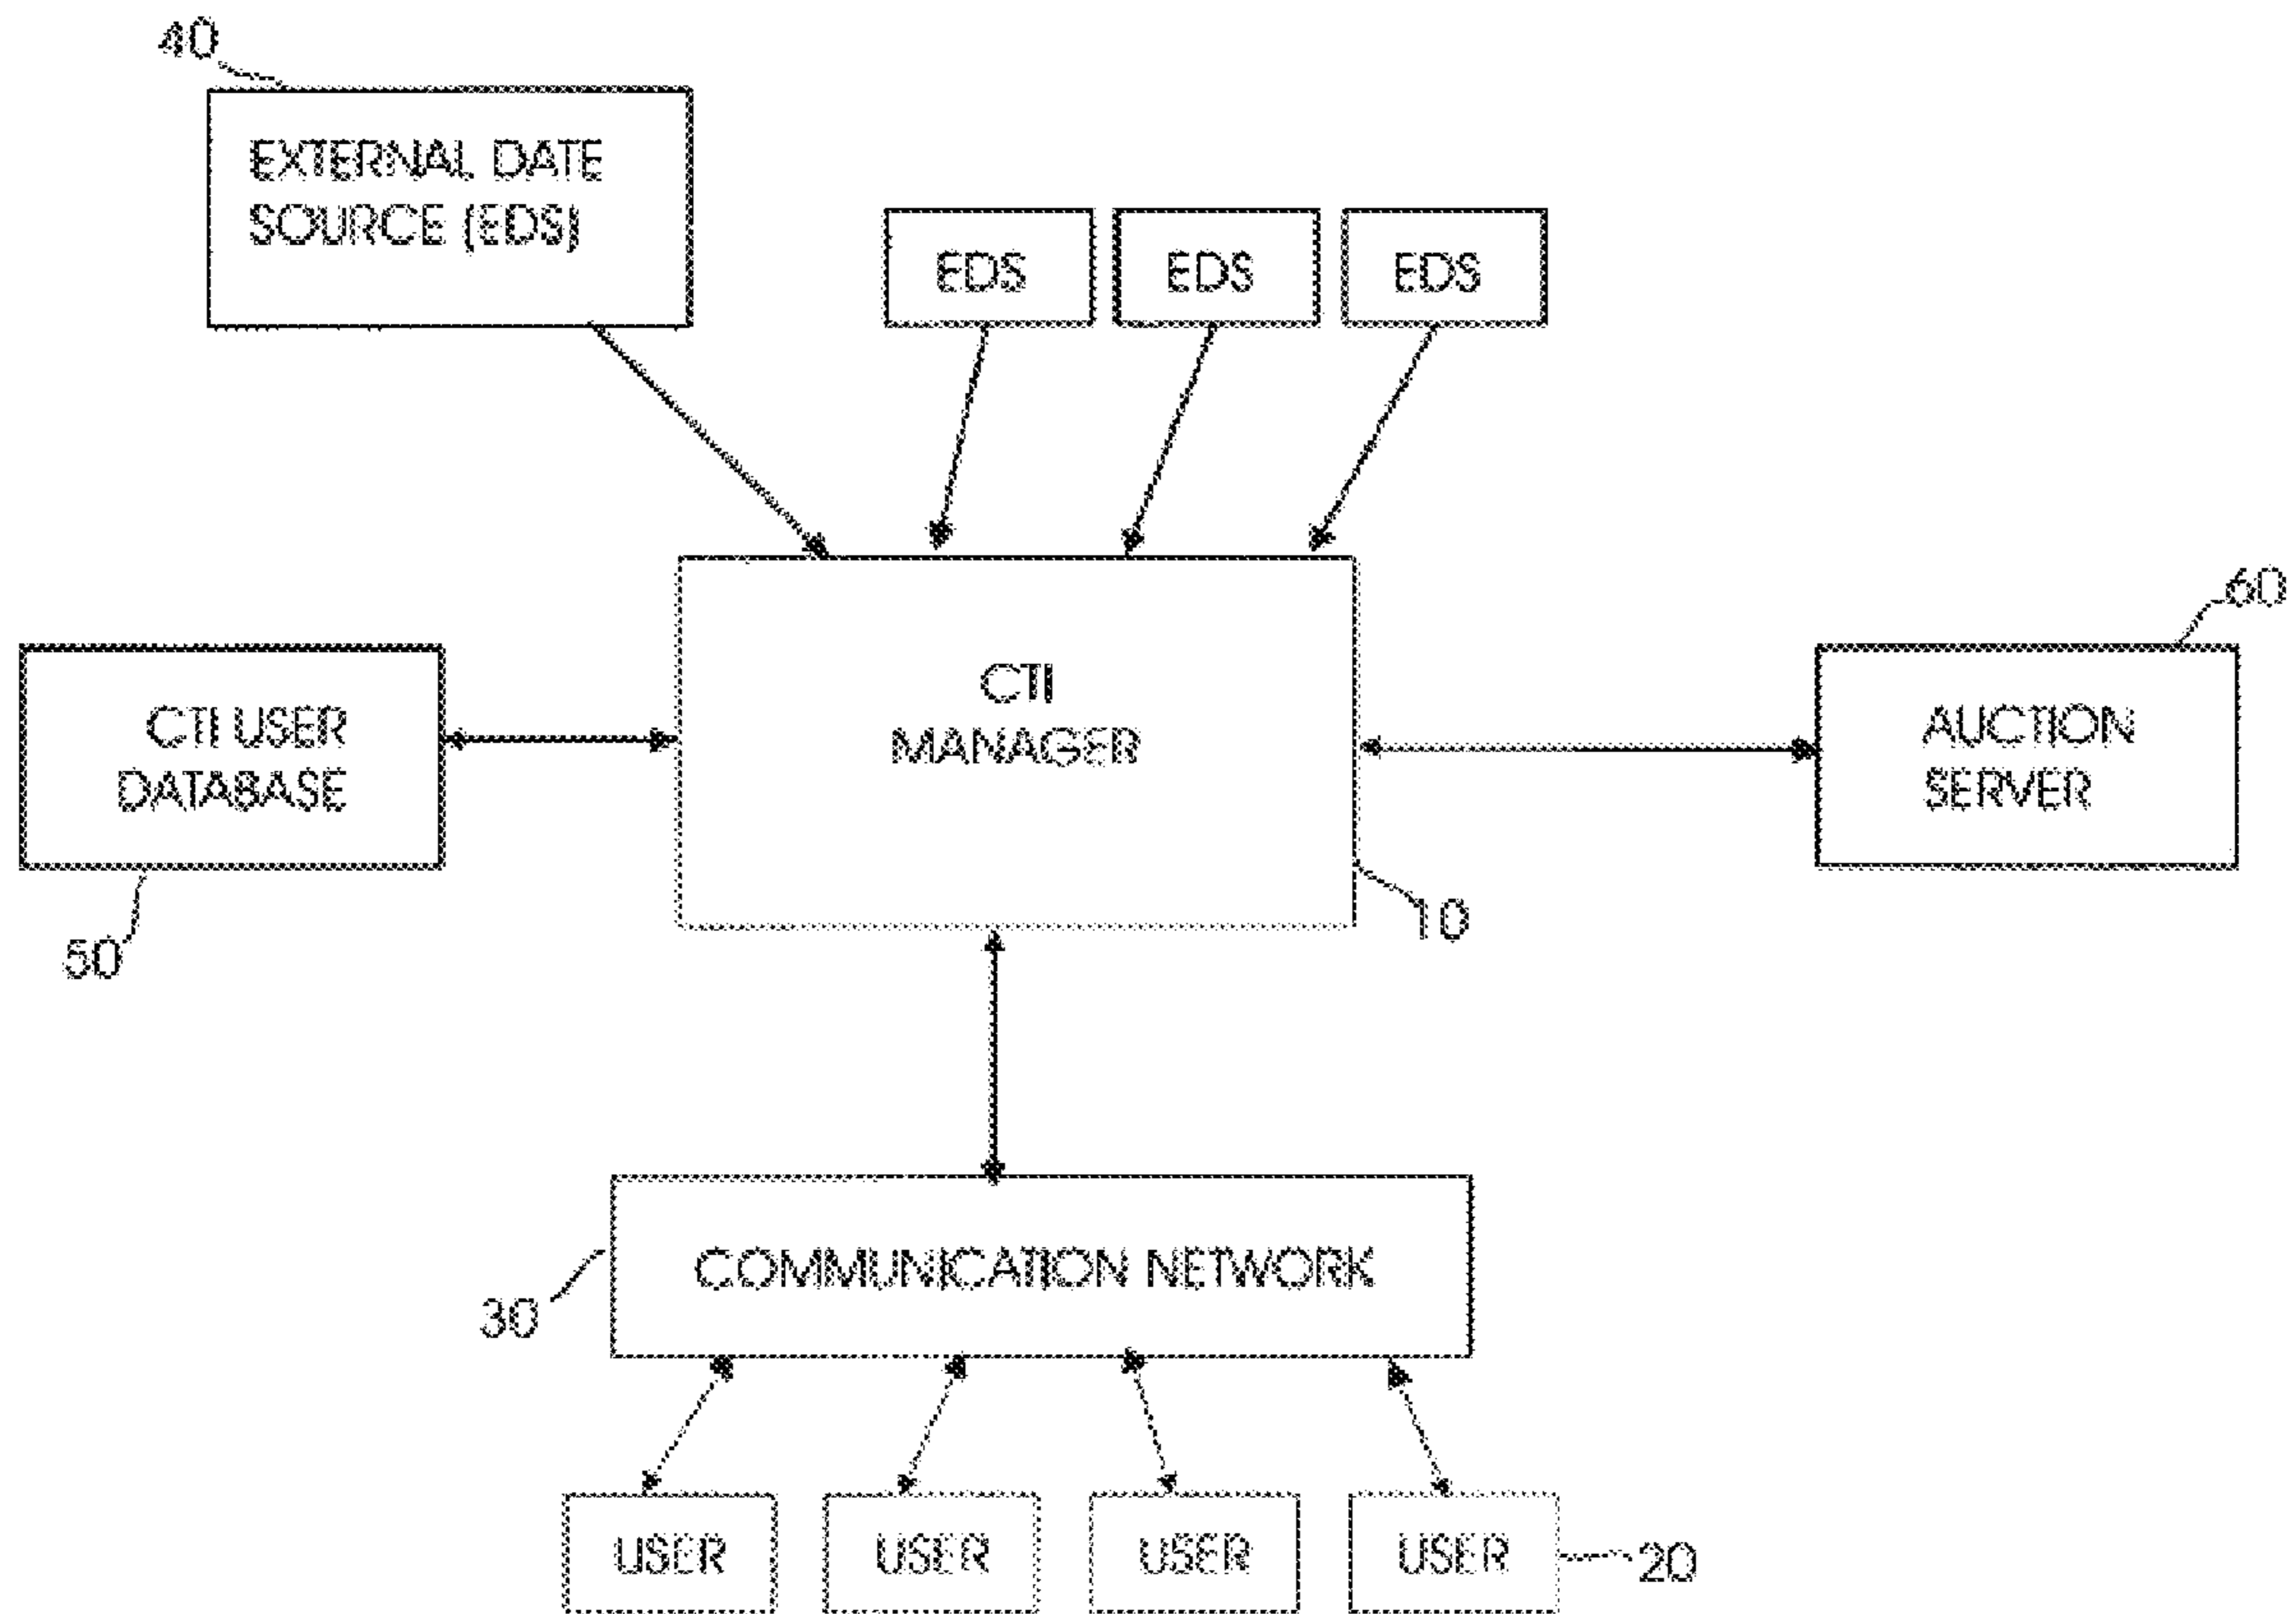 40
EXTERNAL DATE
SOURCE (EDS)
EDS
EDS
EDS
60
CTI USER
DATABASE
CTI
MANAGER
AUCTION
SERVER
50
10
COMMUNICATION NETWORK
30
USER
USER
USER
USER
20